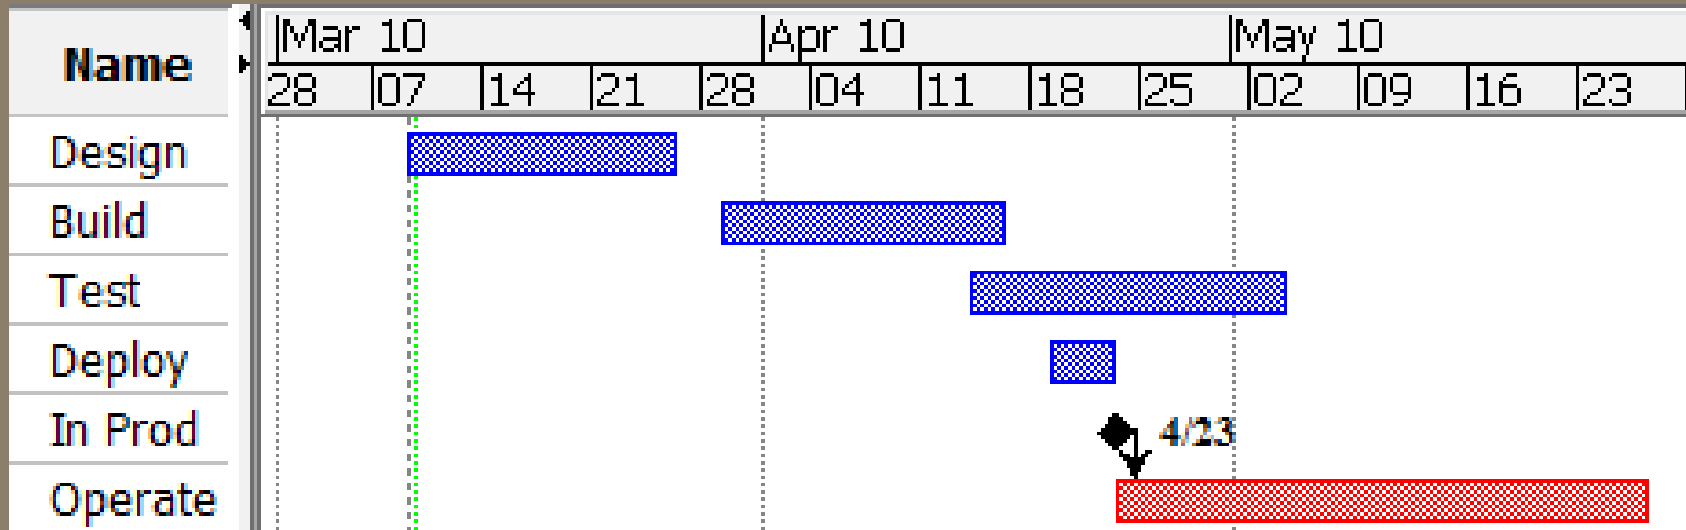 Name
Mar 10 Apr 10 May 10
28 07 14 21 28 04 11 18 25 02 09 16 23
Design
Build
Test
Deploy
In Prod
4/23
Operate